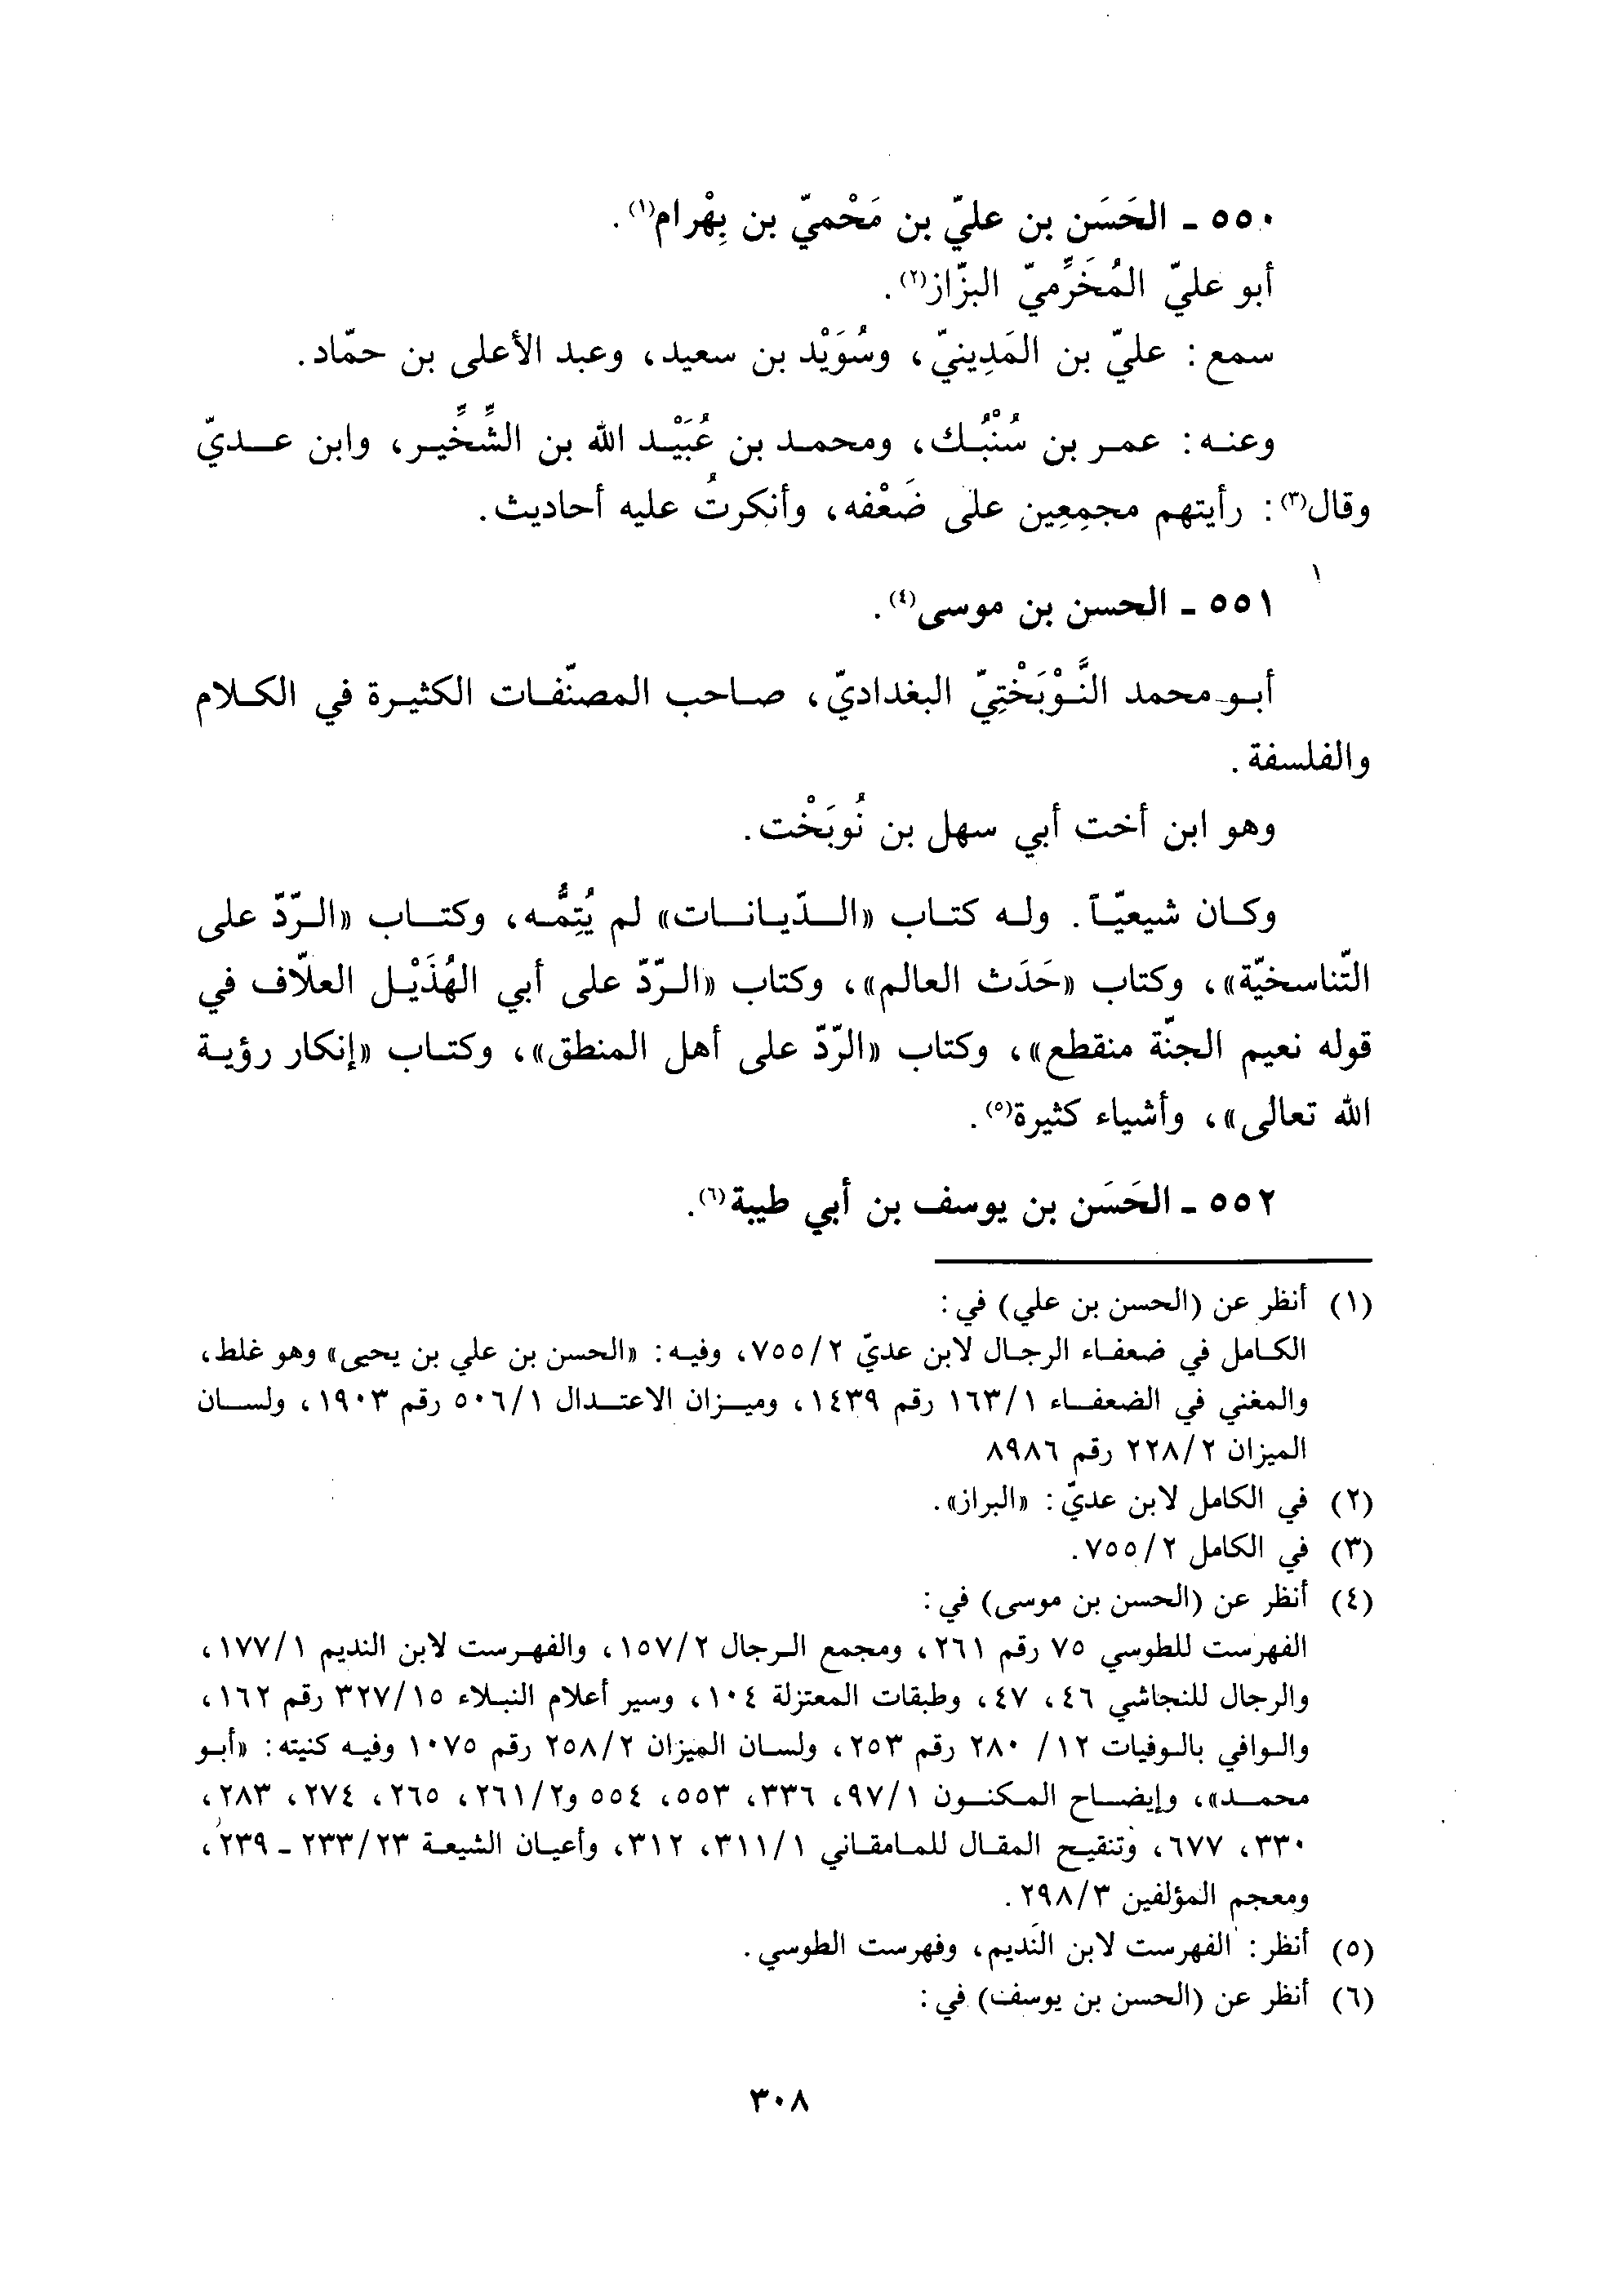 ٥٥٠ ـ الحَسَن بن عليّ بن مَحْميّ بن بِهْرام(١).
أبو عليّ المُخَرِّميّ البزّاز(٢).
سمع: عليّ بن المَدِينيّ، وسُوَيْد بن سعيد، وعبد الأعلى بن حمّاد.
وعنه: عمر بن سُنْبُك، ومحمد بن عُبَيْد الله بن الشِّخِّير، وابن عديّ
وقال(٣): رأيتهم مجمِعِين على ضَعْفه، وأنكرتُ عليه أحاديث.
٥٥١ ـ الحسن بن موسى(٤).
أبو محمد النَّوْبَخْتِيّ البغداديّ، صاحب المصنّفات الكثيرة في الكلام
والفلسفة.
وهو ابن أخت أبي سهل بن نُوبَخْت.
وكان شيعيّاً. وله كتاب «الدّيانات» لم يُتِمُّه، وكتاب «الرّدّ على
التّناسخيّة»، وكتاب «حَدَث العالم»، وكتاب «الرّدّ على أبي الهُذَيْل العلّاف في
قوله نعيم الجنّة منقطع»، وكتاب «الرّدّ على أهل المنطق»، وكتاب «إنكار رؤية
الله تعالى»، وأشياء كثيرة(٥).
٥٥٢ ـ الحَسَن بن يوسف بن أبي طيبة(٦).
(١) أنظر عن (الحسن بن علي) في:
الكامل في ضعفاء الرجال لابن عديّ ٧٥٥/٢، وفيه: «الحسن بن علي بن يحيى» وهو غلط،
والمغني في الضعفاء ١٦٣/١ رقم ١٤٣٩، وميزان الاعتدال ٥٠٦/١ رقم ١٩٠٣، ولسان
الميزان ٢٢٨/٢ رقم ٨٩٨٦
(٢) في الكامل لابن عديّ: «البراز».
(٣) في الكامل ٧٥٥/٢.
(٤) أنظر عن (الحسن بن موسى) في:
الفهرست للطوسي ٧٥ رقم ٢٦١، ومجمع الرجال ١٥٧/٢، والفهرست لابن النديم ١٧٧/١،
والرجال للنجاشي ٤٦، ٤٧، وطبقات المعتزلة ١٠٤، وسير أعلام النبلاء ٣٢٧/١٥ رقم ١٦٢،
والوافي بالوفيات ١٢/ ٢٨٠ رقم ٢٥٣، ولسان الميزان ٢٥٨/٢ رقم ١٠٧٥ وفيه كنيته: «أبو
محمد»، وإيضاح المكنون ٩٧/١، ٣٣٦، ٥٥٣، ٥٥٤ و٢٦١/٢، ٢٦٥، ٢٧٤، ٢٨٣،
٣٣٠، ٦٧٧، وتنقيح المقال للمامقاني ٣١١/١، ٣١٢، وأعيان الشيعة ٢٣٣/٢٣ ـ ٢٣٩،
ومعجم المؤلفين ٢٩٨/٣.
(٥) أنظر: الفهرست لابن النديم، وفهرست الطوسي.
(٦) أنظر عن (الحسن بن يوسف) في:
٣٠٨